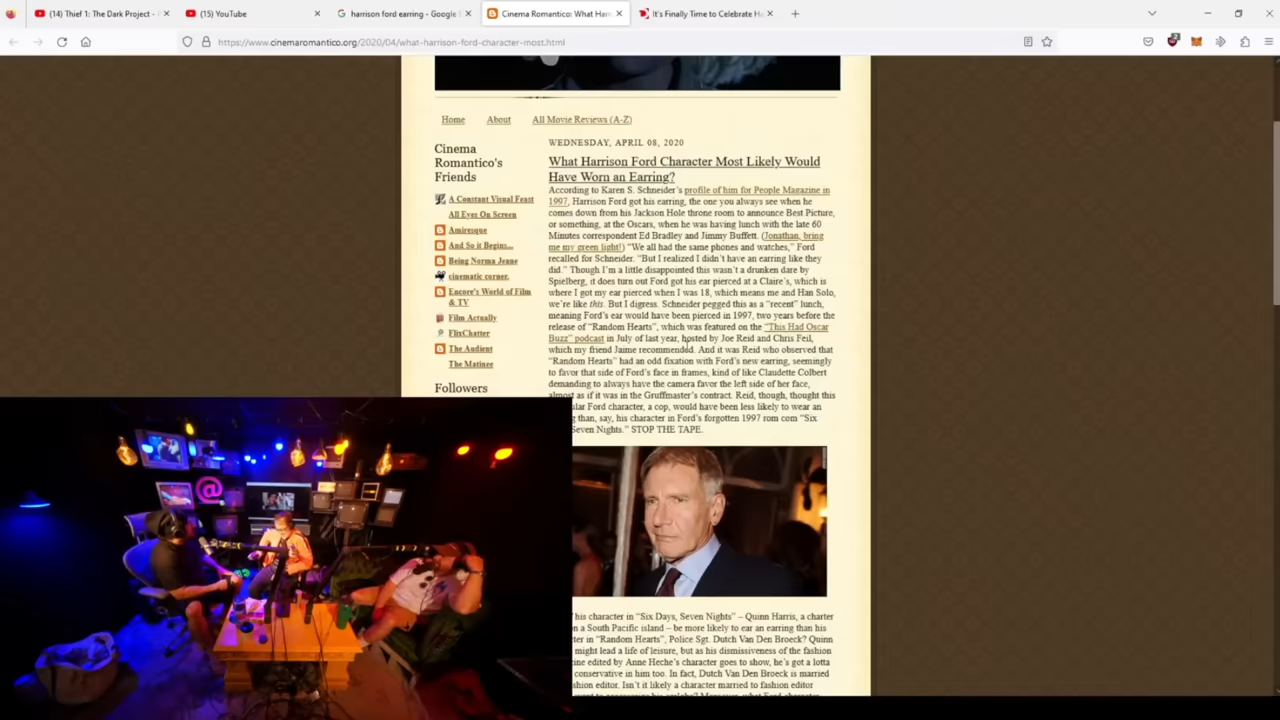 (14) Thief 1: The Dark Project -
(15) YouTube
harrison ford earring - Google S
Cinema Romantico: What Harr
It's Finally Time to Celebrate Ha
https://www.cinemaromantico.org/2020/04/what-harrison-ford-character-most.html
Home About All Movie Reviews (A-Z)
Cinema
Romantico's
Friends
A Constant Visual Feast
All Eyes On Screen
Amiresque
And So it Begins...
Being Norma Jeane
cinematic corner.
Encore's World of Film
& TV
Film Actually
FlixChatter
The Audient
The Matinee
Followers
WEDNESDAY, APRIL 08, 2020
What Harrison Ford Character Most Likely Would
Have Worn an Earring?
According to Karen S. Schneider's profile of him for People Magazine in
1997, Harrison Ford got his earring, the one you always see when he
comes down from his Jackson Hole throne room to announce Best Picture,
or something, at the Oscars, when he was having lunch with the late 60
Minutes correspondent Ed Bradley and Jimmy Buffett. (Jonathan, bring
me my green light!) “We all had the same phones and watches,” Ford
recalled for Schneider. “But I realized I didn’t have an earring like they
did.” Though I’m a little disappointed this wasn’t a drunken dare by
Spielberg, it does turn out Ford got his ear pierced at a Claire’s, which is
where I got my ear pierced when I was 18, which means me and Han Solo,
we’re like this. But I digress. Schneider pegged this as a “recent” lunch,
meaning Ford’s ear would have been pierced in 1997, two years before the
release of “Random Hearts”, which was featured on the “This Had Oscar
Buzz” podcast in July of last year, hosted by Joe Reid and Chris Feil,
which my friend Jaime recommended. And it was Reid who observed that
“Random Hearts” had an odd fixation with Ford’s new earring, seemingly
to favor that side of Ford’s face in frames, kind of like Claudette Colbert
demanding to always have the camera favor the left side of her face,
almost as if it was in the Gruffmaster’s contract. Reid, though, thought this
ular Ford character, a cop, would have been less likely to wear an
g than, say, his character in Ford’s forgotten 1997 rom com “Six
Seven Nights.” STOP THE TAPE.
@
his character in “Six Days, Seven Nights” – Quinn Harris, a charter
n a South Pacific island – be more likely to ear an earring than his
ter in “Random Hearts”, Police Sgt. Dutch Van Den Broeck? Quinn
might lead a life of leisure, but as his dismissiveness of the fashion
ine edited by Anne Heche’s character goes to show, he’s got a lotta
conservative in him too. In fact, Dutch Van Den Broeck is married
shion editor. Isn’t it likely a character married to fashion editor